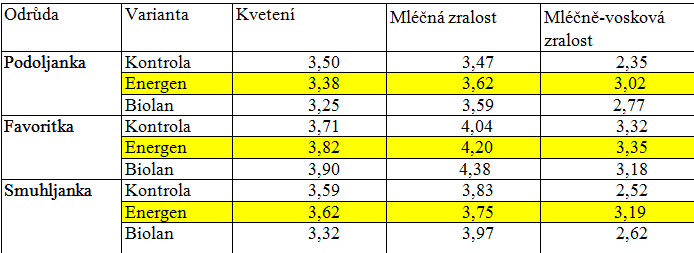 Odrůda Varianta Kvetení Mléčná zralost Mléčně-vosková
zralost
Podoljanka Kontrola 3,50 3,47 2,35
Energen 3,38 3,62 3,02
Biolan 3,25 3,59 2,77
Favoritka Kontrola 3,71 4,04 3,32
Energen 3,82 4,20 3,35
Biolan 3,90 4,38 3,18
Smuhljanka Kontrola 3,59 3,83 2,52
Energen 3,62 3,75 3,19
Biolan 3,32 3,97 2,62